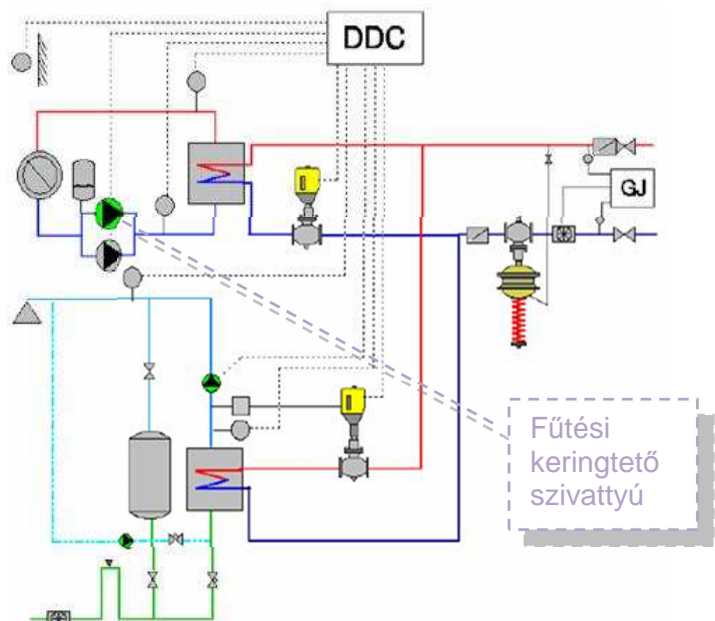 DDC
GJ
Fűtési
keringtető
szivattyú